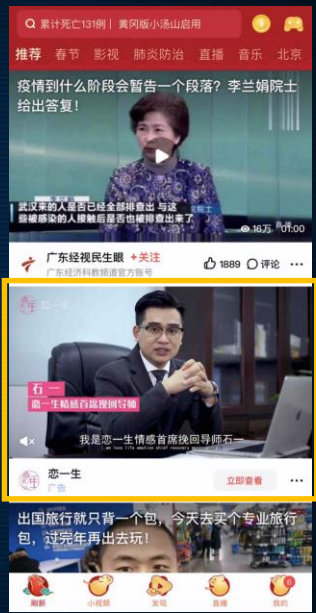 累计死亡131例 | 黄冈版小汤山启用
推荐 春节 影视 肺炎防治 直播 音乐 北京
疫情到什么阶段会暂告一个段落？李兰娟院士
给出答复！
武汉来的人是否已经全部排查出 与这
些被感染的人接触后是否也被排查出来了
16万 01:00
广东经视民生眼 +关注
广东经济科教频道官方账号
1889 评论
恋一生
石一
恋一生情感首席挽回导师
我是恋一生情感首席挽回导师石一
恋一生
广告
立即查看
出国旅行就只背一个包，今天去买个专业旅行
包，过完年再出去玩！
刷新 小视频 发现 直播 我的
6